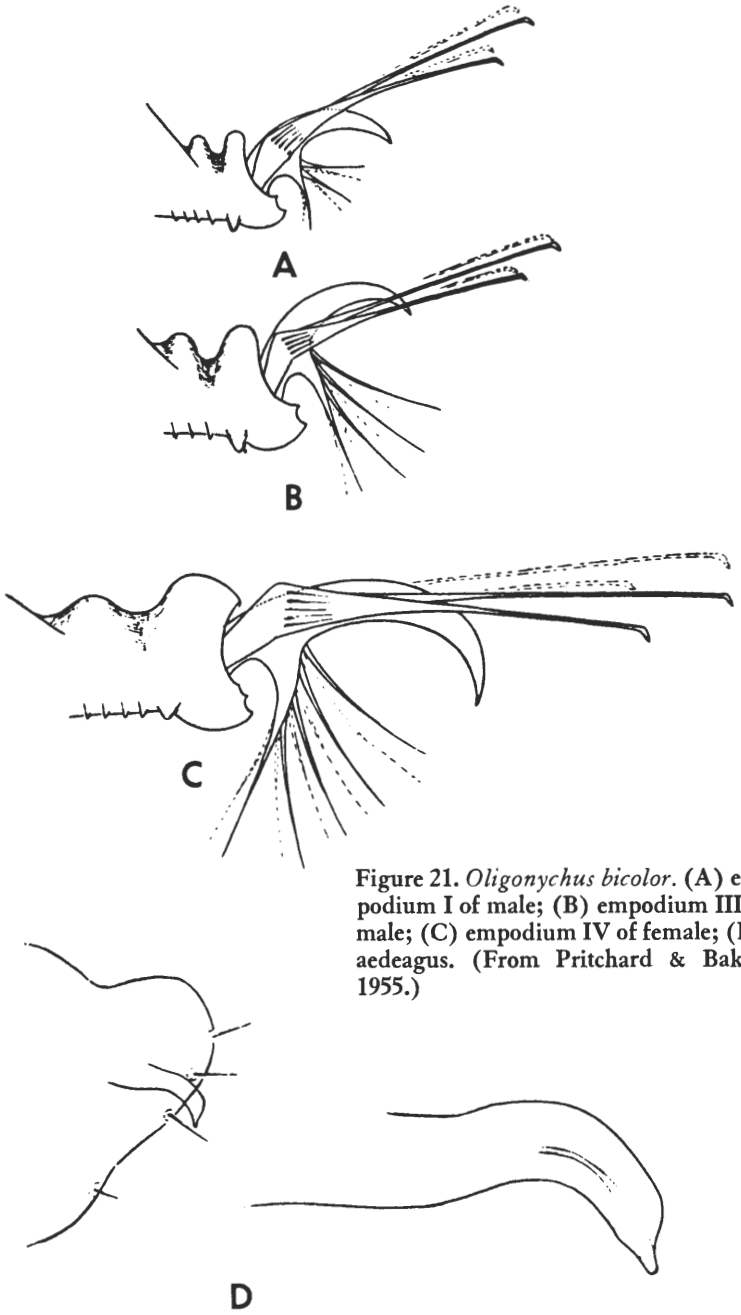 A
B
C
Figure 21. Oligonychus bicolor. (A) e
podium I of male; (B) empodium III
male; (C) empodium IV of female; (
aedeagus. (From Pritchard & Bak
1955.)
D